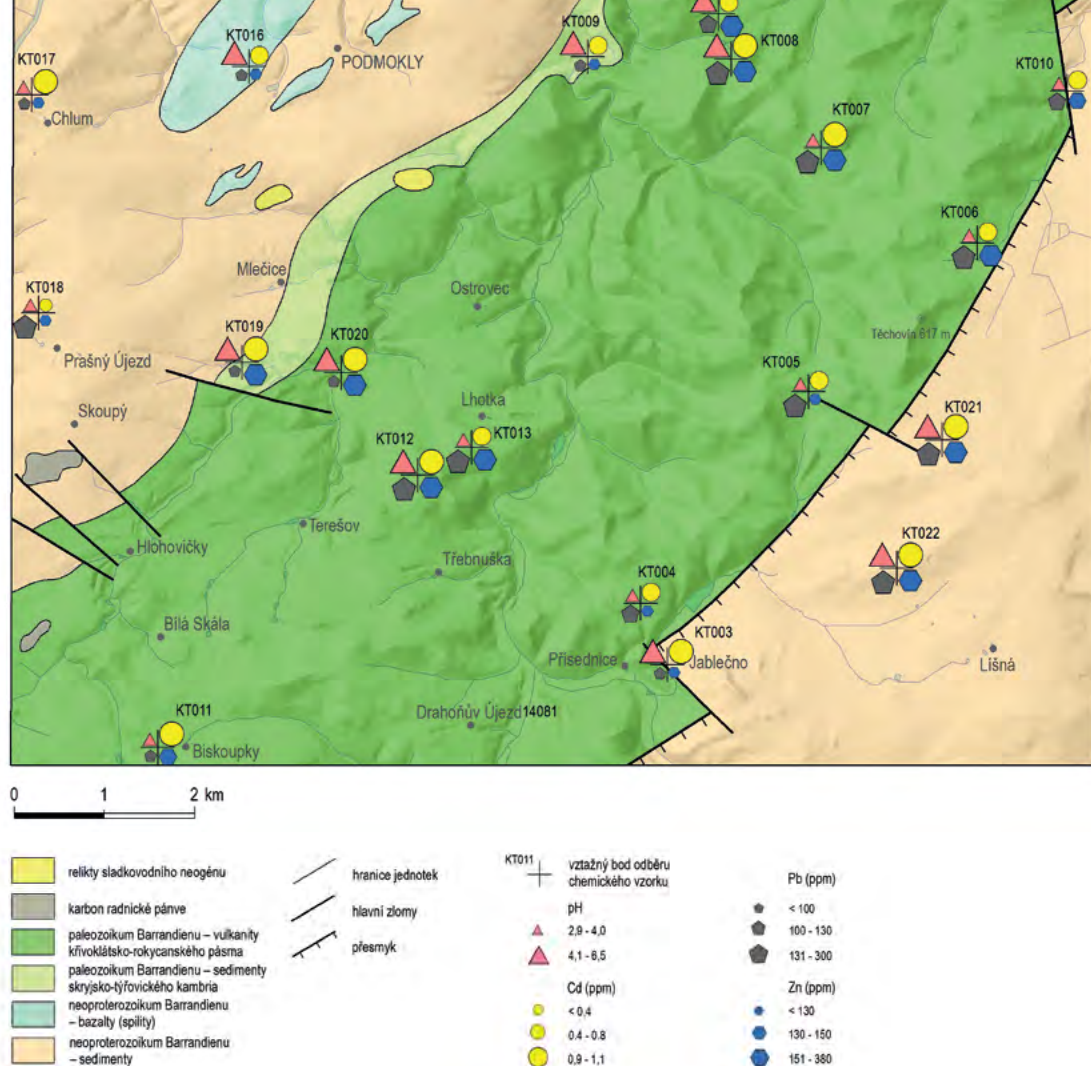 KT009
KT016
KT008
KT017
PODMOKLY
KT010
Chlum
KT007
KT006
Mlečice
KT018
Ostrovec
KT019
KT020
Těchovín 617 m
Prašný Újezd
KT005
Lhotka
Skoupý
KT021
KT012
KT013
Terešov
Hlohovičky
KT022
Třebnuška
KT004
Bílá Skála
KT003
Přísednice
Jablečno
Líšná
Drahoňův Újezd 14081
KT011
Biskoupky
0 1 2 km
relikty sladkovodního neogénu
karbon radnické pánve
paleozoikum Barrandienu – vulkanity
křivoklátsko-rokycanského pásma
paleozoikum Barrandienu – sedimenty
skryjsko-týřovického kambria
neoproterozoikum Barrandienu
– bazalty (spility)
neoproterozoikum Barrandienu
– sedimenty
hranice jednotek
hlavní zlomy
přesmyk
KT011
vztažný bod odběru
chemického vzorku
pH
2,9 - 4,0
4,1 - 6,5
Cd (ppm)
< 0,4
0.4 - 0.8
0,9 - 1,1
Pb (ppm)
< 100
100 - 130
131 - 300
Zn (ppm)
< 130
130 - 150
151 - 380